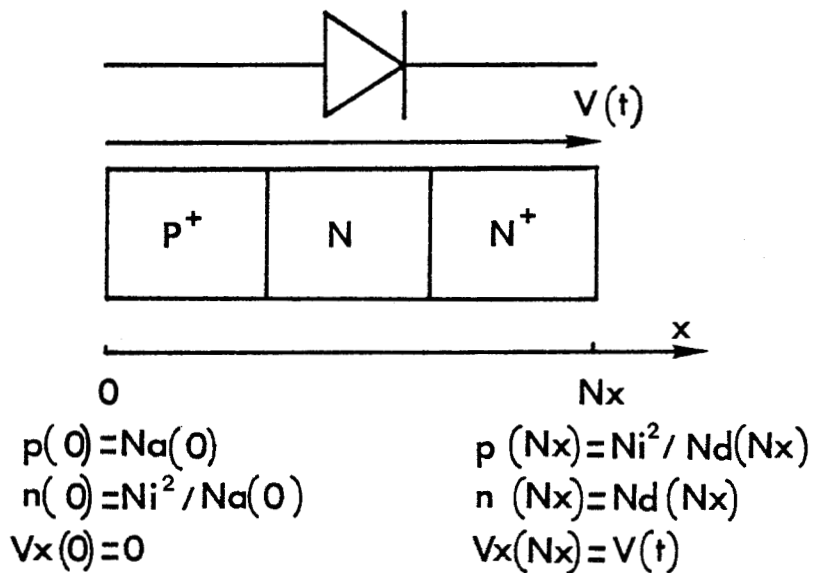 V(t)
P⁺ N N⁺
x
0 Nx
p(0)=Na(0) p(Nx)=Ni²/Nd(Nx)
n(0)=Ni²/Na(0) n(Nx)=Nd(Nx)
Vx(0)=0 Vx(Nx)=V(t)